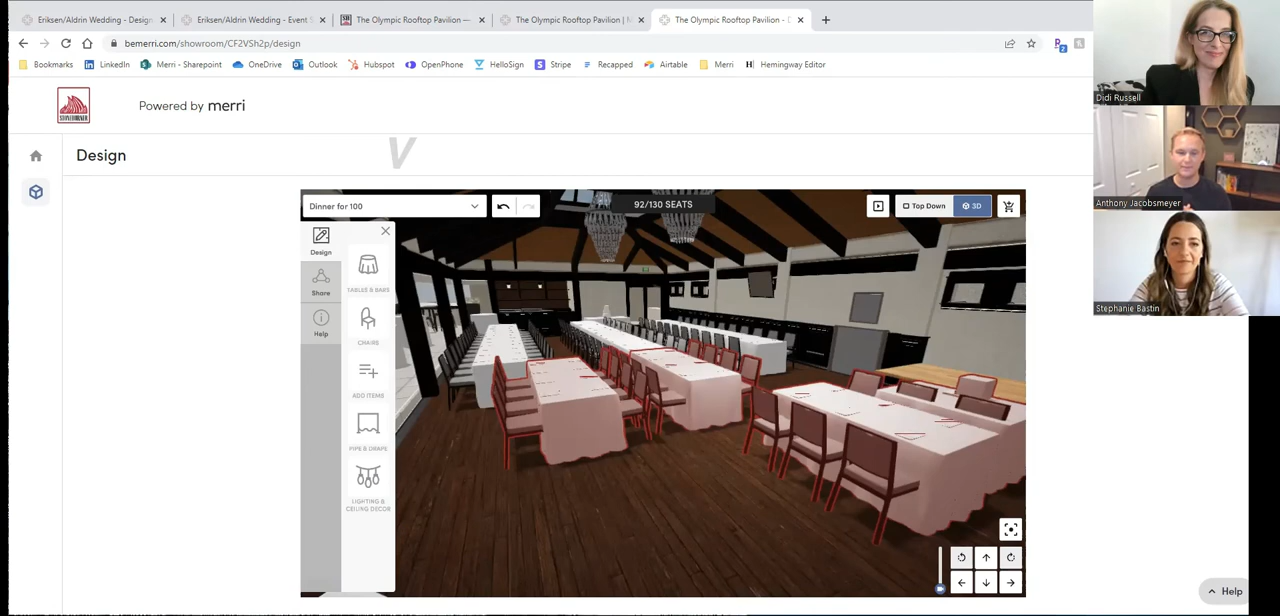 Eriksen/Aldrin Wedding - Design
Eriksen/Aldrin Wedding - Event S
The Olympic Rooftop Pavilion —
The Olympic Rooftop Pavilion | M
The Olympic Rooftop Pavilion - D
bemerri.com/showroom/CF2VSh2p/design
Bookmarks
LinkedIn
Merri - Sharepoint
OneDrive
Outlook
Hubspot
OpenPhone
HelloSign
Stripe
Recapped
Airtable
Merri
Hemingway Editor
Powered by merri
Design
V
Dinner for 100
92/130 SEATS
Top Down
3D
Design
Share
Help
TABLES & BARS
CHAIRS
ADD ITEMS
PIPE & DRAPE
LIGHTING &
CEILING DECOR
Help
Didi Russell
Anthony Jacobsmeyer
Stephanie Bastin